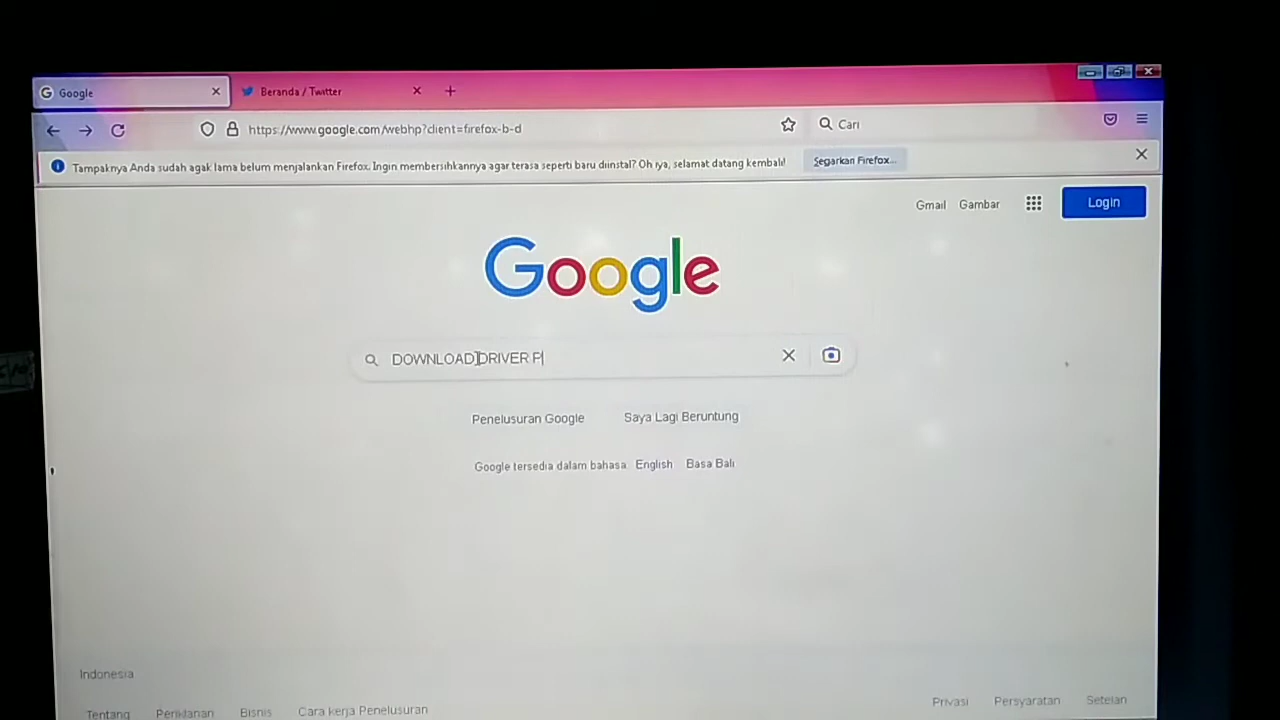 Google
Beranda / Twitter
https://www.google.com/webhp?client=firefox-b-d
Cari
Tampaknya Anda sudah agak lama belum menjalankan Firefox. Ingin membersihkannya agar terasa seperti baru diinstal? Oh iya, selamat datang kembali!
Segarkan Firefox...
Gmail
Gambar
Login
Google
DOWNLOAD DRIVER P
Penelusuran Google
Saya Lagi Beruntung
Google tersedia dalam bahasa: English Basa Bali
Indonesia
Tentang
Periklanan
Bisnis
Cara kerja Penelusuran
Privasi
Persyaratan
Setelan